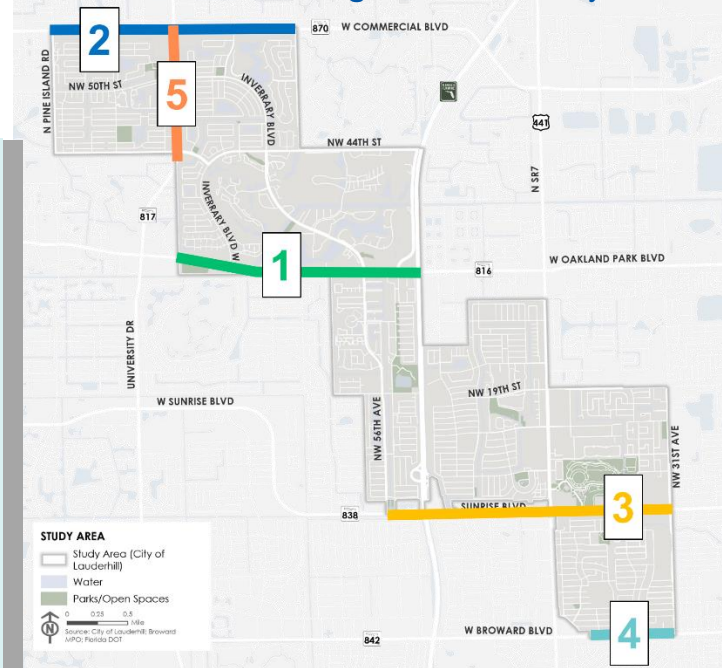 2
870
W COMMERCIAL BLVD
N PINE ISLAND RD
NW 50TH ST
5
INVERRARY BLVD
441
NW 44TH ST
N SR7
INVERRARY BLVD W
817
1
816
W OAKLAND PARK BLVD
UNIVERSITY DR
NW 19TH ST
W SUNRISE BLVD
NW 56TH AVE
NW 31ST AVE
838
SUNRISE BLVD
3
STUDY AREA
Study Area (City of
Lauderhill)
Water
Parks/Open Spaces
0 0.25 0.5
Mile
N
Source: City of Lauderhill; Broward
MPO; Florida DOT
842
W BROWARD BLVD
4